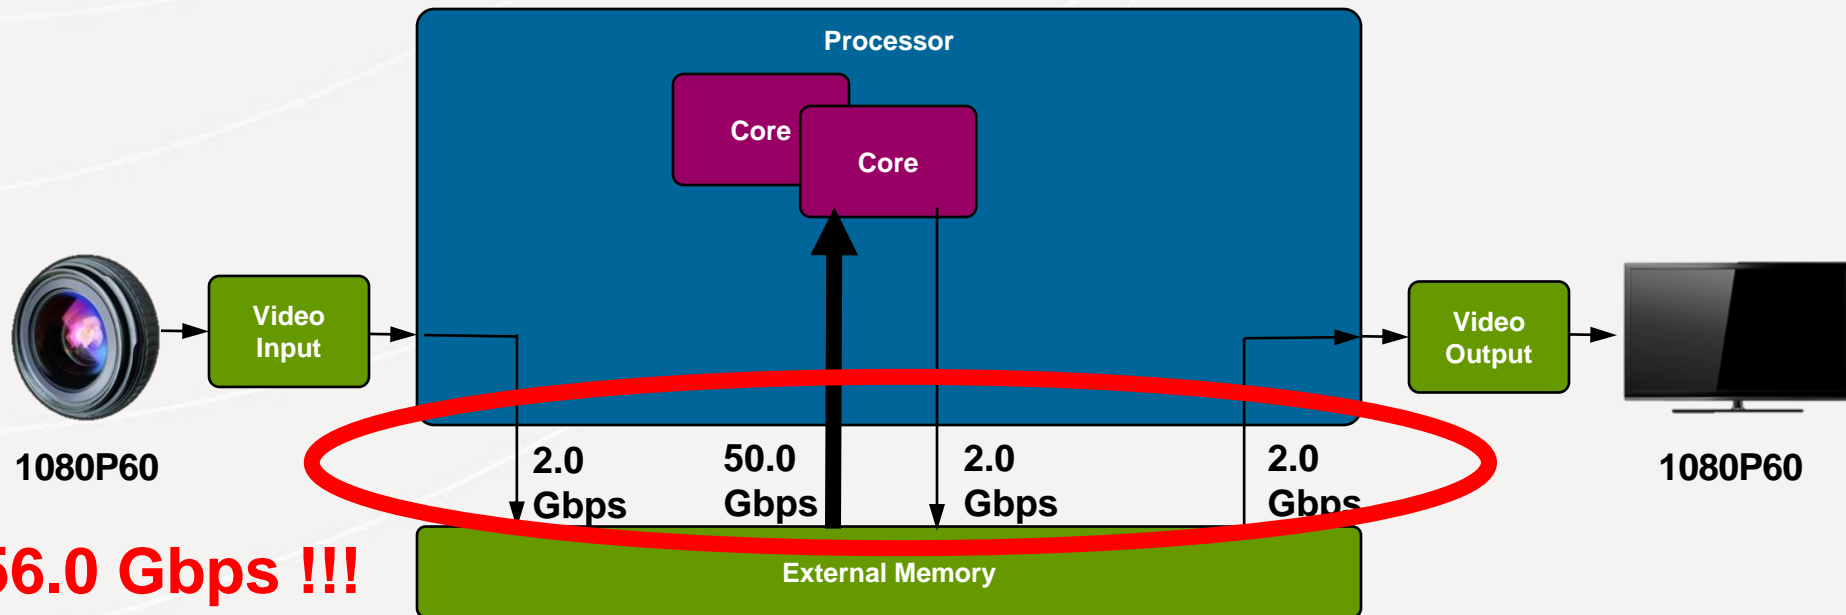 Processor
Core
Core
Video
Input
Video
Output
1080P60
1080P60
2.0
Gbps
50.0
Gbps
2.0
Gbps
2.0
Gbps
56.0 Gbps !!!
External Memory